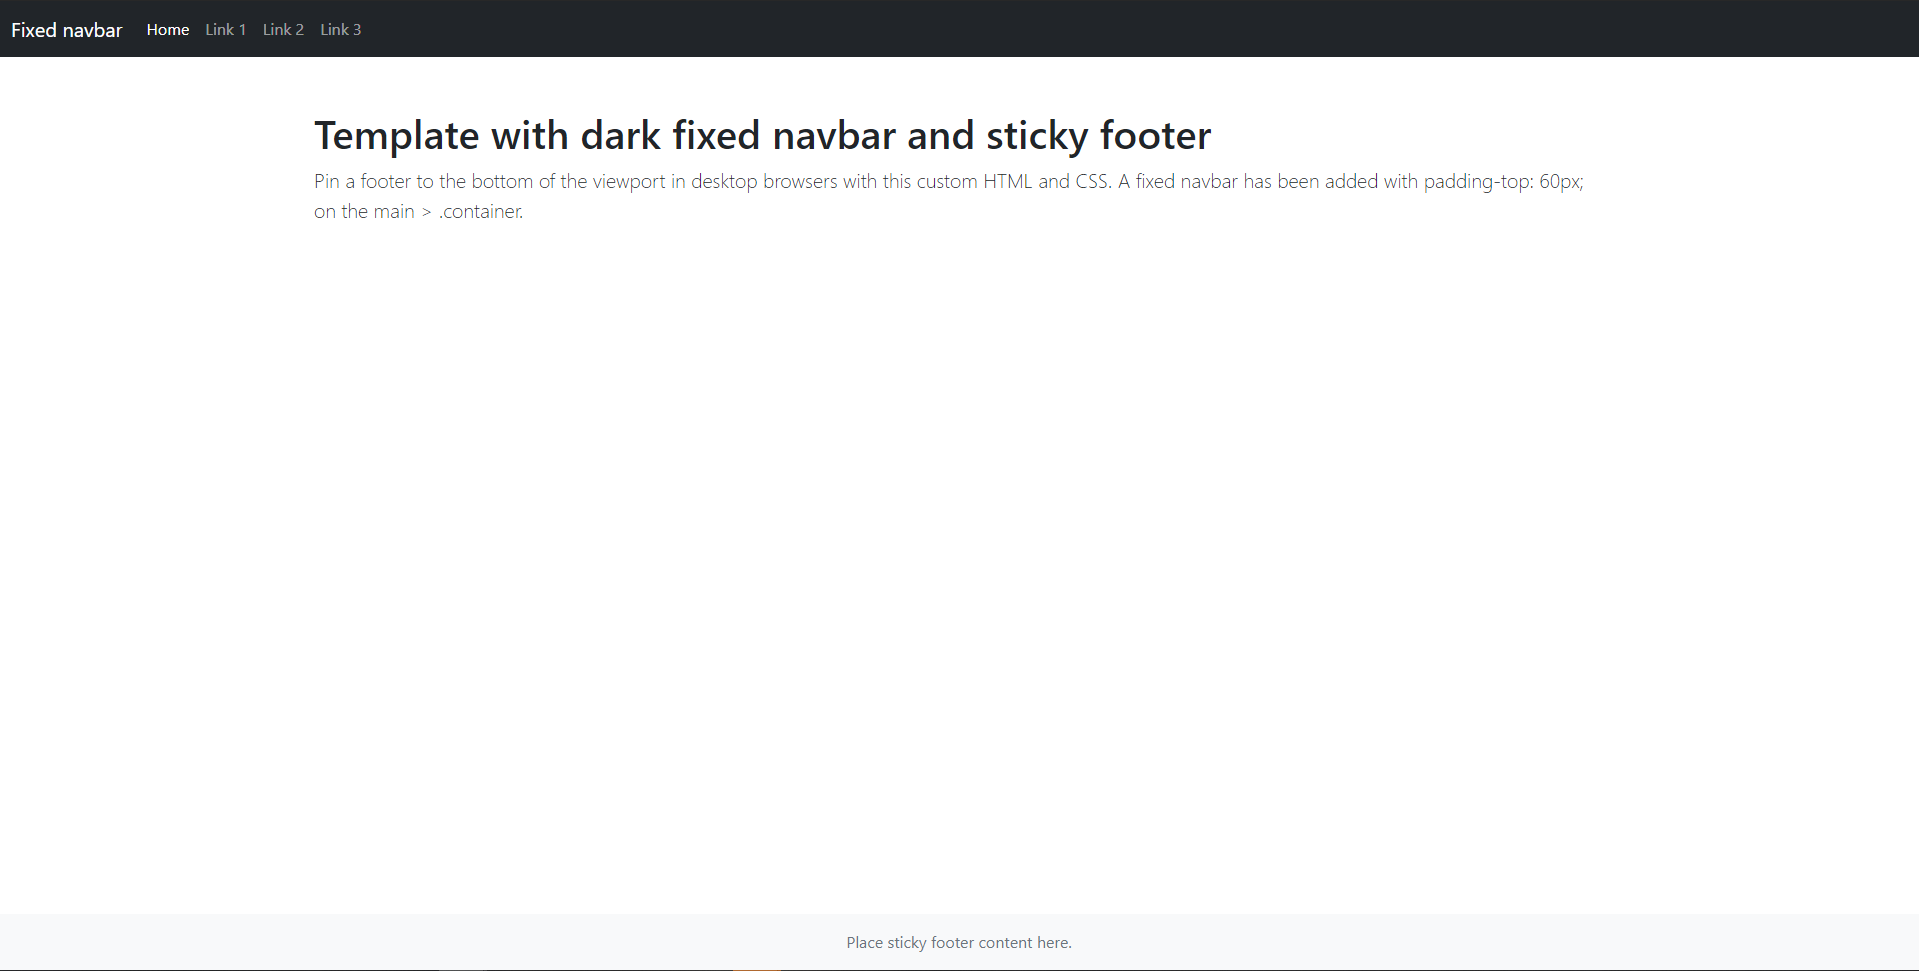 Fixed navbar Home Link 1 Link 2 Link 3
Template with dark fixed navbar and sticky footer
Pin a footer to the bottom of the viewport in desktop browsers with this custom HTML and CSS. A fixed navbar has been added with padding-top: 60px;
on the main > .container.
Place sticky footer content here.